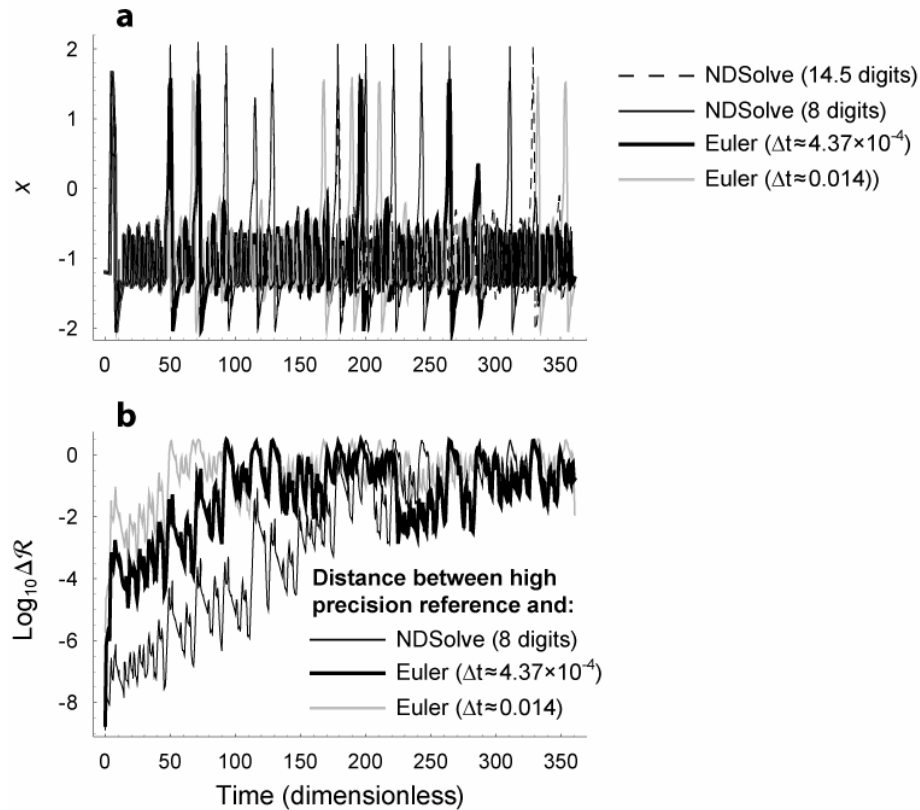 a
2
1
0
-1
-2
x
0 50 100 150 200 250 300 350
NDSolve (14.5 digits)
NDSolve (8 digits)
Euler (Δt≈4.37×10⁻⁴)
Euler (Δt≈0.014))
b
0
-2
-4
-6
-8
Log₁₀ Δℛ
Distance between high
precision reference and:
NDSolve (8 digits)
Euler (Δt≈4.37×10⁻⁴)
Euler (Δt≈0.014)
0 50 100 150 200 250 300 350
Time (dimensionless)